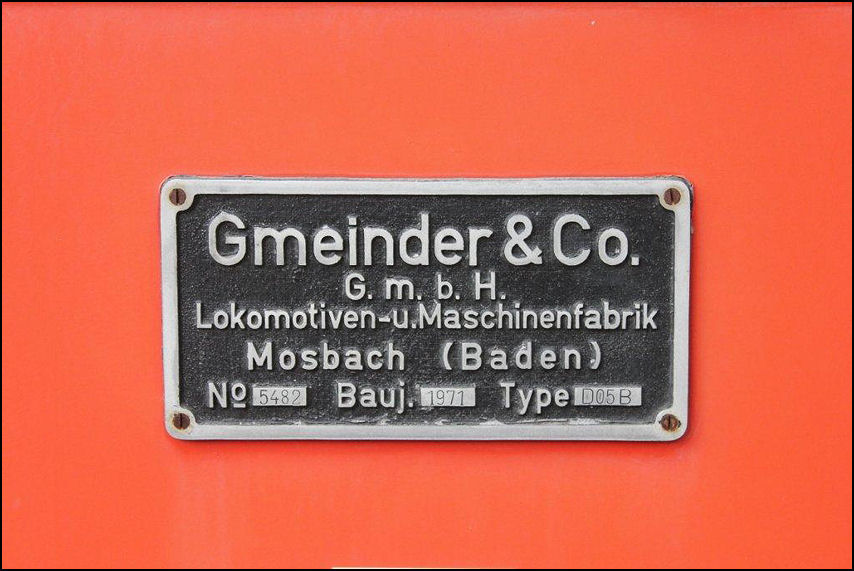 Gmeinder & Co.
G. m. b. H.
Lokomotiven-u.Maschinenfabrik
Mosbach (Baden)
Nº 5482 Bauj. 1971 Type D05B